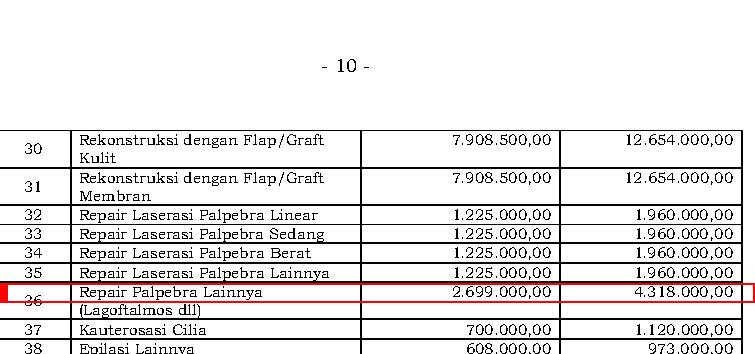 - 10 -
30 Rekonstruksi dengan Flap/Graft Kulit 7.908.500,00 12.654.000,00
31 Rekonstruksi dengan Flap/Graft Membran 7.908.500,00 12.654.000,00
32 Repair Laserasi Palpebra Linear 1.225.000,00 1.960.000,00
33 Repair Laserasi Palpebra Sedang 1.225.000,00 1.960.000,00
34 Repair Laserasi Palpebra Berat 1.225.000,00 1.960.000,00
35 Repair Laserasi Palpebra Lainnya 1.225.000,00 1.960.000,00
36 Repair Palpebra Lainnya (Lagoftalmos dll) 2.699.000,00 4.318.000,00
37 Kauterosasi Cilia 700.000,00 1.120.000,00
38 Epilasi Lainnya 608.000,00 973.000,00